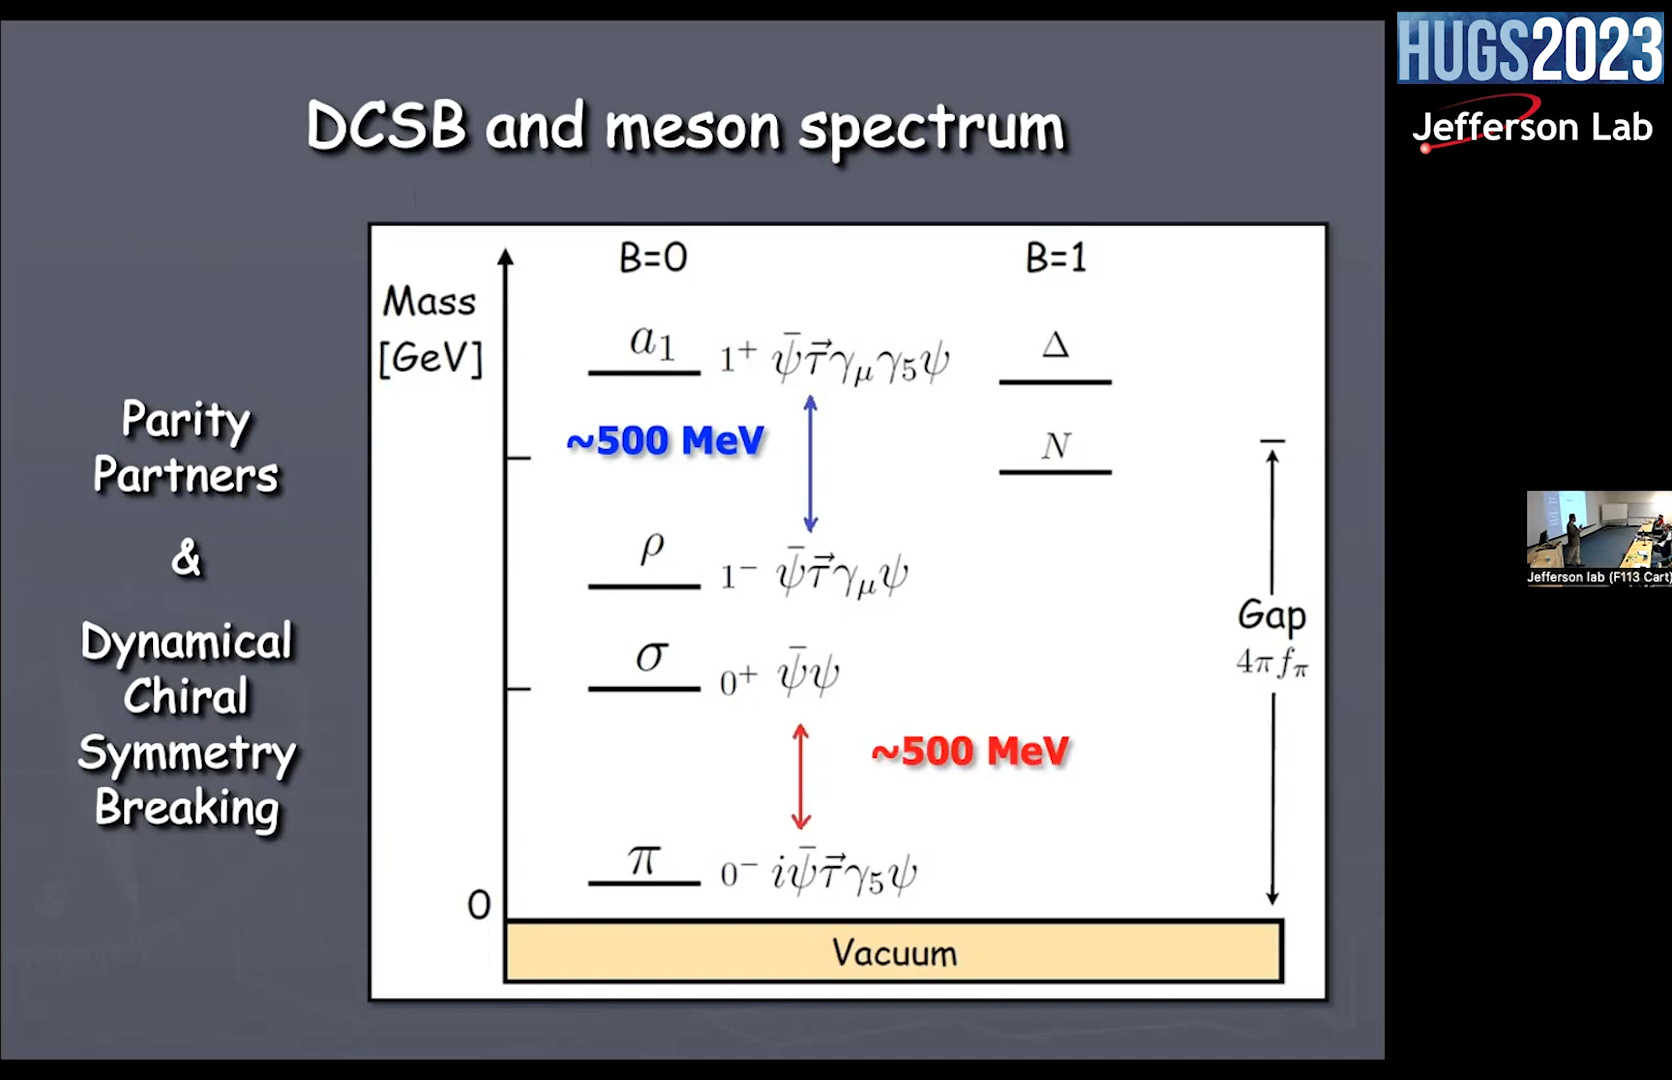 HUGS2023
Jefferson Lab
DCSB and meson spectrum
Parity
Partners
&
Dynamical
Chiral
Symmetry
Breaking
Mass
[GeV]
B=0
B=1
a₁ 1⁺ ψ̄τ⃗γ_μγ₅ψ
Δ
~500 MeV
N
ρ 1⁻ ψ̄τ⃗γ_μψ
σ 0⁺ ψ̄ψ
Gap
4πf_π
~500 MeV
π 0⁻ iψ̄τ⃗γ₅ψ
0
Vacuum
Jefferson lab (F113 Cart)